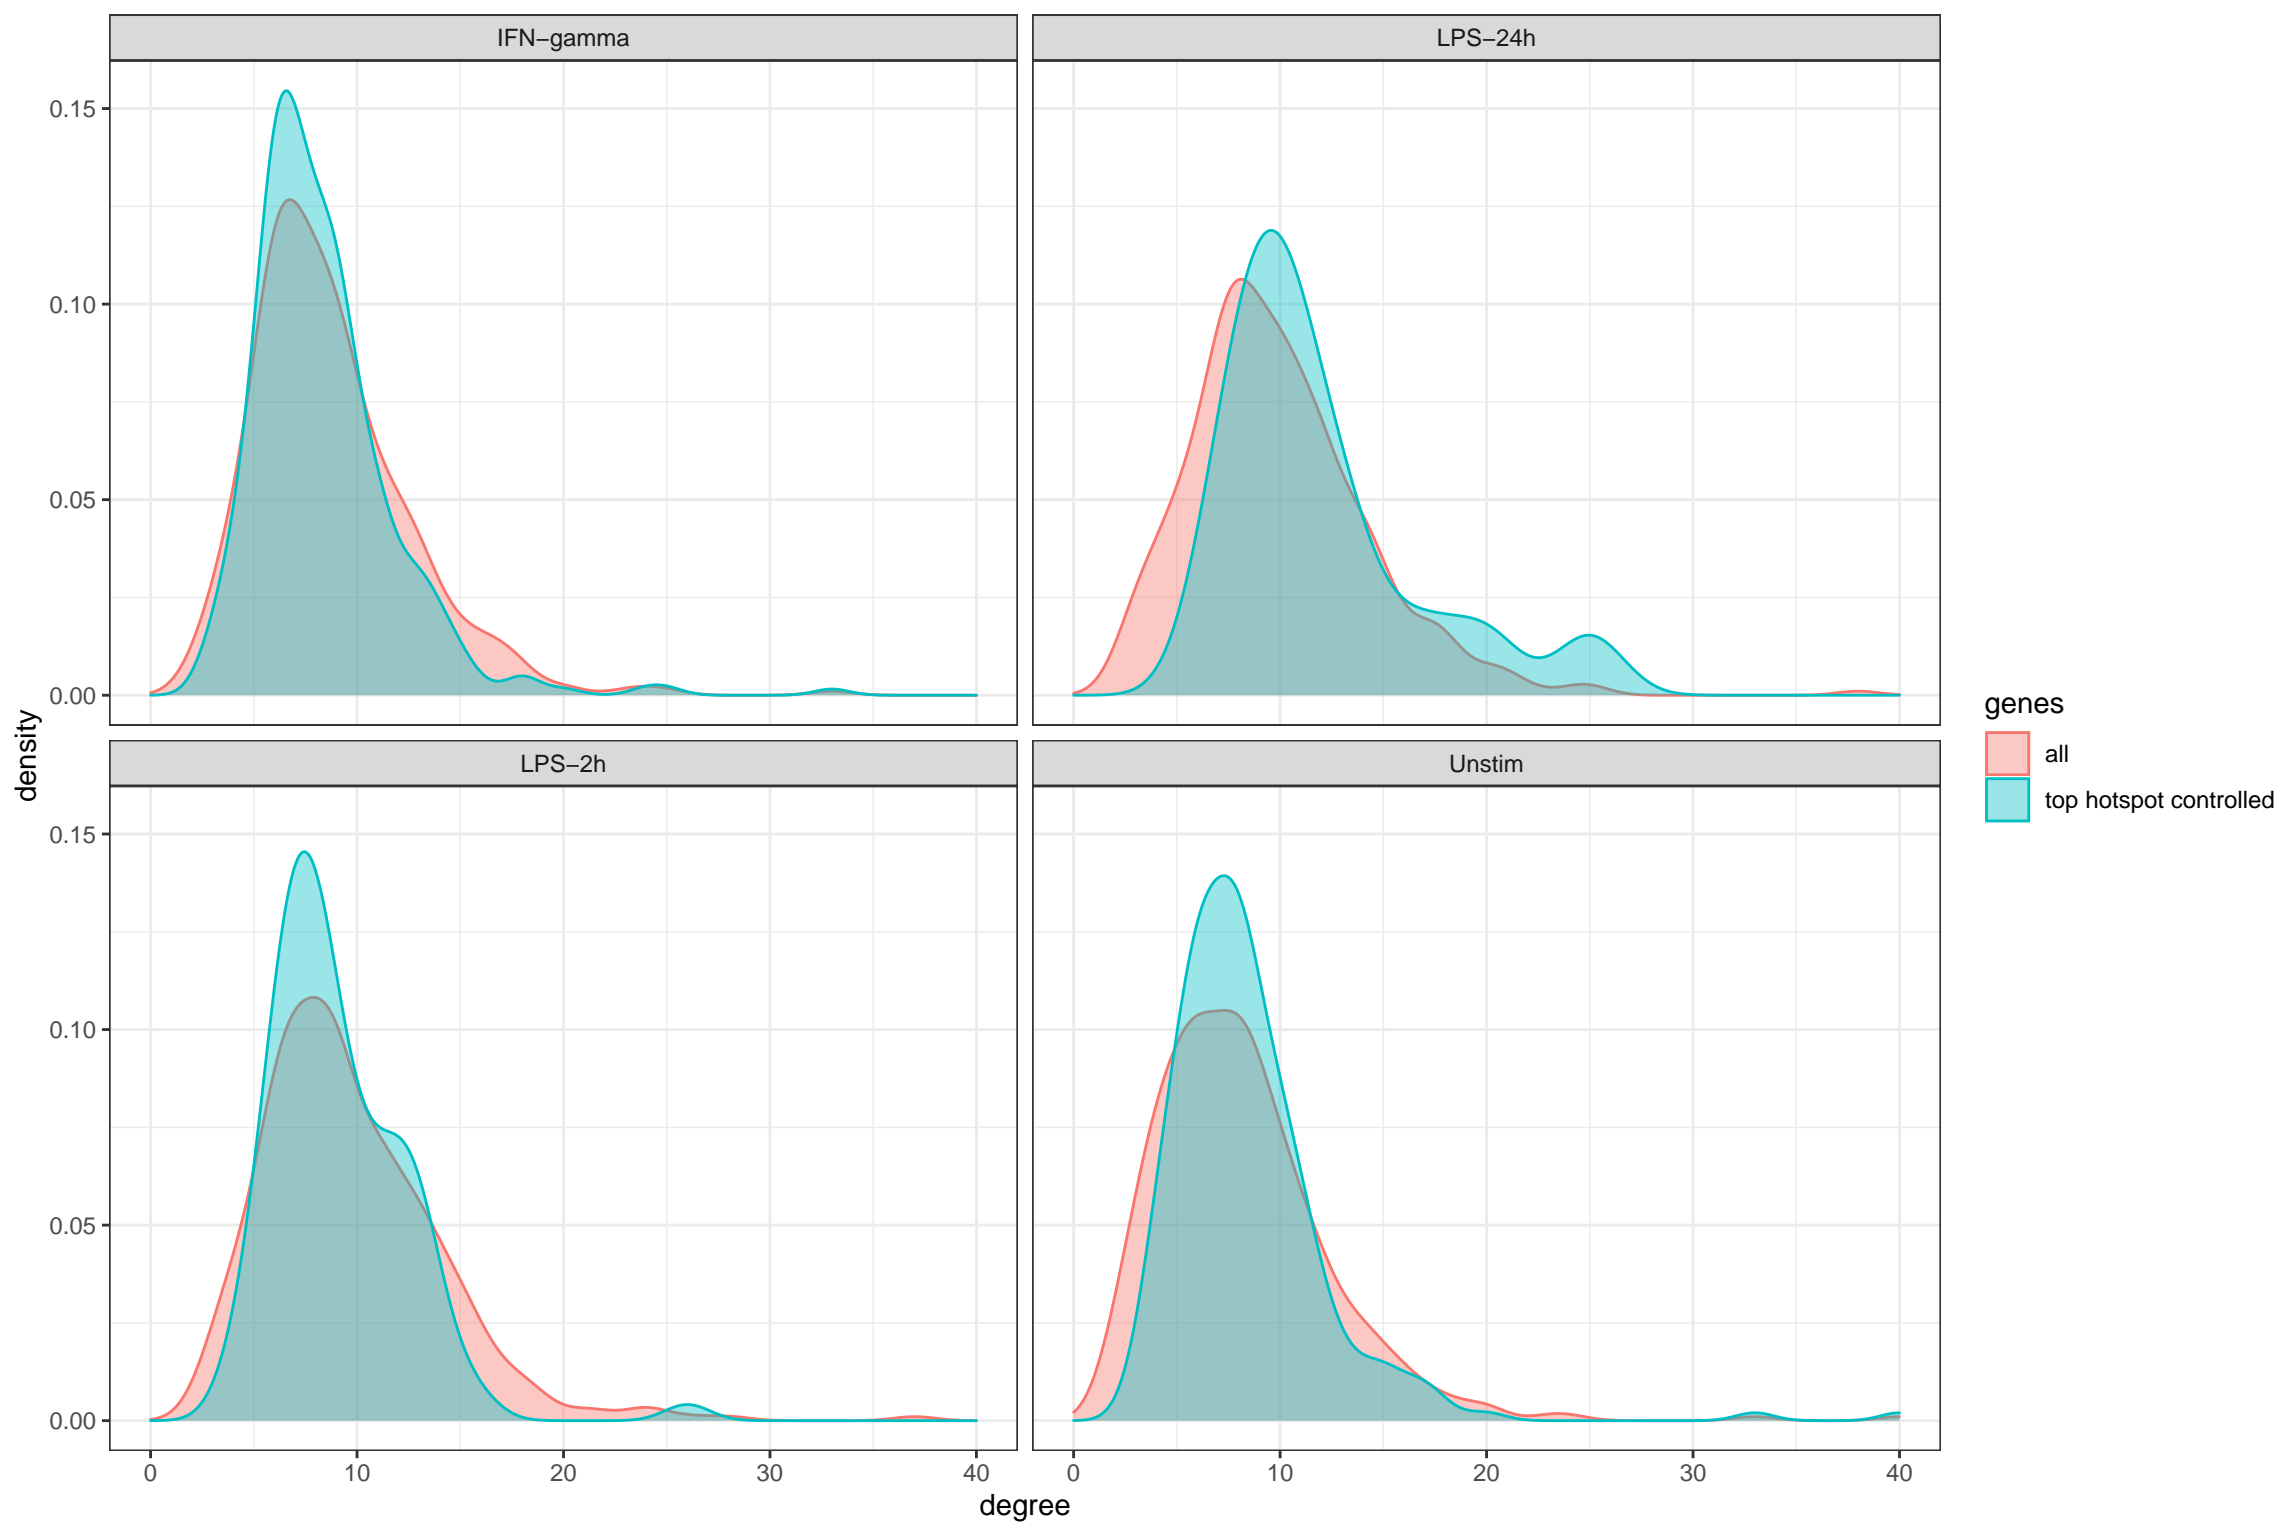 IFN−gamma
LPS−24h
0.15
0.10
0.05
0.00
LPS−2h
Unstim
0.15
0.10
0.05
0.00
0 10 20 30 40
0 10 20 30 40
degree
density
genes
all
top hotspot controlled